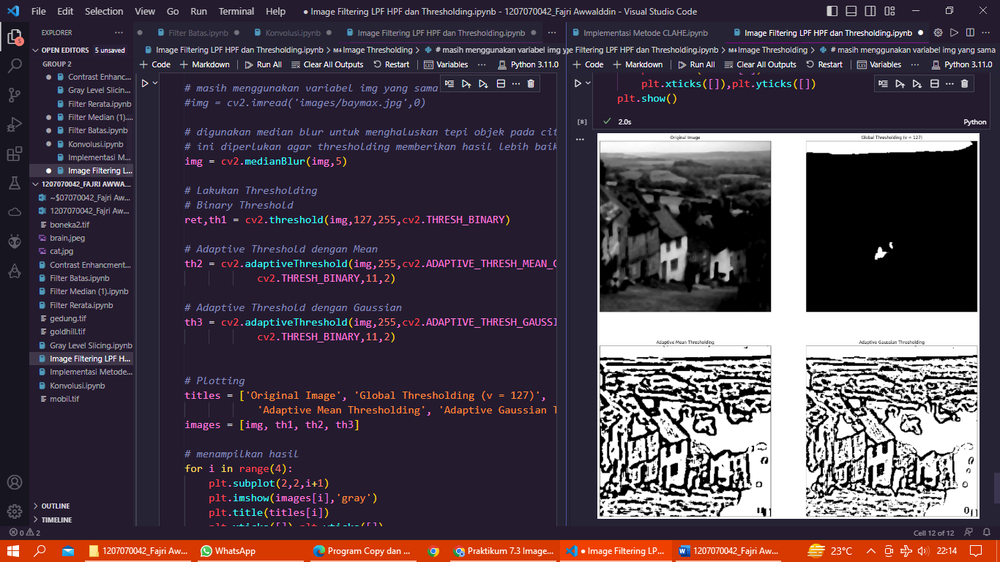 File Edit Selection View Go Run Terminal Help
● Image Filtering LPF HPF dan Thresholding.ipynb - 1207070042_Fajri Awwalddin - Visual Studio Code
EXPLORER
5
OPEN EDITORS 5 unsaved
GROUP 2
Contrast Enhanc...
Gray Level Slicin...
Filter Rerata.ipynb
Filter Median (1)....
Filter Batas.ipynb
Konvolusi.ipynb
Implementasi M...
Image Filtering L...
1207070042_FAJRI AWWA...
~$07070042_Fajri Aw...
1207070042_Fajri Aw...
boneka2.tif
brain.jpeg
cat.jpg
Contrast Enhancment...
Filter Batas.ipynb
Filter Median (1).ipynb
Filter Rerata.ipynb
gedung.tif
goldhill.tif
Gray Level Slicing.ipynb
Image Filtering LPF H...
Implementasi Metode...
Konvolusi.ipynb
mobil.tif
OUTLINE
TIMELINE
Filter Batas.ipynb Konvolusi.ipynb Image Filtering LPF HPF dan Thresholding.ipynb
Image Filtering LPF HPF dan Thresholding.ipynb > M↓Image Thresholding > # masih menggunakan variabel img y
+ Code + Markdown Run All Clear All Outputs Restart Variables ... Python 3.11.0
# masih menggunakan variabel img yang sama
#img = cv2.imread('images/baymax.jpg',0)
# digunakan median blur untuk menghaluskan tepi objek pada cit
# ini diperlukan agar thresholding memberikan hasil lebih baik
img = cv2.medianBlur(img,5)
# Lakukan Thresholding
# Binary Threshold
ret,th1 = cv2.threshold(img,127,255,cv2.THRESH_BINARY)
# Adaptive Threshold dengan Mean
th2 = cv2.adaptiveThreshold(img,255,cv2.ADAPTIVE_THRESH_MEAN_C
cv2.THRESH_BINARY,11,2)
# Adaptive Threshold dengan Gaussian
th3 = cv2.adaptiveThreshold(img,255,cv2.ADAPTIVE_THRESH_GAUSSI
cv2.THRESH_BINARY,11,2)
# Plotting
titles = ['Original Image', 'Global Thresholding (v = 127)',
'Adaptive Mean Thresholding', 'Adaptive Gaussian T
images = [img, th1, th2, th3]
# menampilkan hasil
for i in range(4):
plt.subplot(2,2,i+1)
plt.imshow(images[i],'gray')
plt.title(titles[i])
plt.xticks([]),plt.yticks([])
Implementasi Metode CLAHE.ipynb Image Filtering LPF HPF dan Thresholding.ipynb ●
ge Filtering LPF HPF dan Thresholding.ipynb > M↓Image Thresholding > # masih menggunakan variabel img yang sama
+ Code + Markdown Run All Clear All Outputs Restart Variables ... Python 3.11.0
plt.xticks([]),plt.yticks([])
plt.show()
[8] 2.0s Python
Original Image
Global Thresholding (v = 127)
Adaptive Mean Thresholding
Adaptive Gaussian Thresholding
0 2
Cell 12 of 12
1207070042_Fajri Aw... WhatsApp Program Copy dan ... Praktikum 7.3 Image... ● Image Filtering LP... 1207070042_Fajri Aw... 23°C 22:14